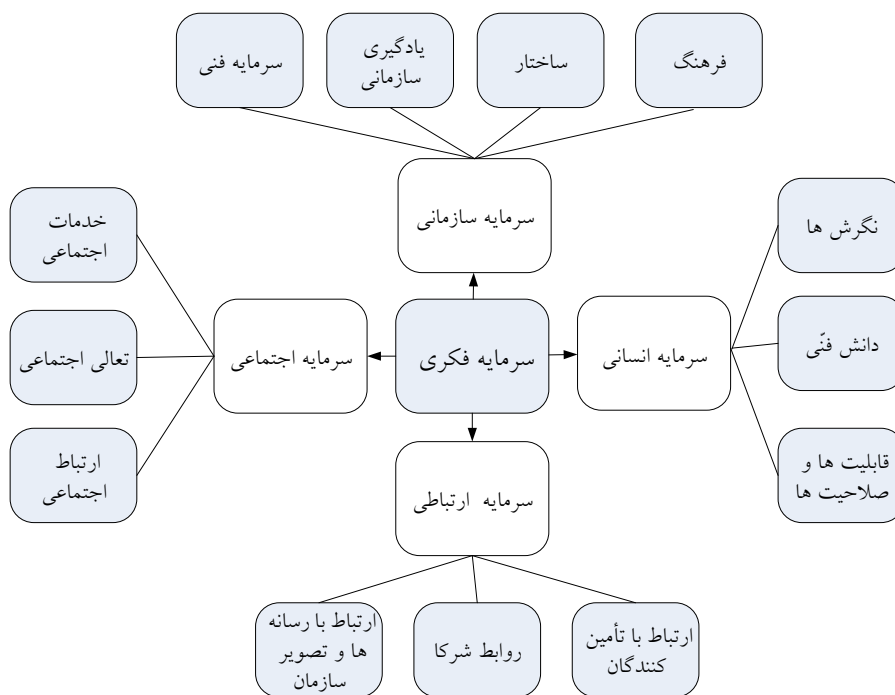 فرهنگ
ساختار
یادگیری
سازمانی
سرمایه فنی
سرمایه سازمانی
نگرش ها
دانش فنّی
قابلیت ها و
صلاحیت ها
سرمایه انسانی
سرمایه فکری
سرمایه اجتماعی
خدمات
اجتماعی
تعالی اجتماعی
ارتباط
اجتماعی
سرمایه ارتباطی
ارتباط با تأمین
کنندگان
روابط شرکا
ارتباط با رسانه
ها و تصویر
سازمان